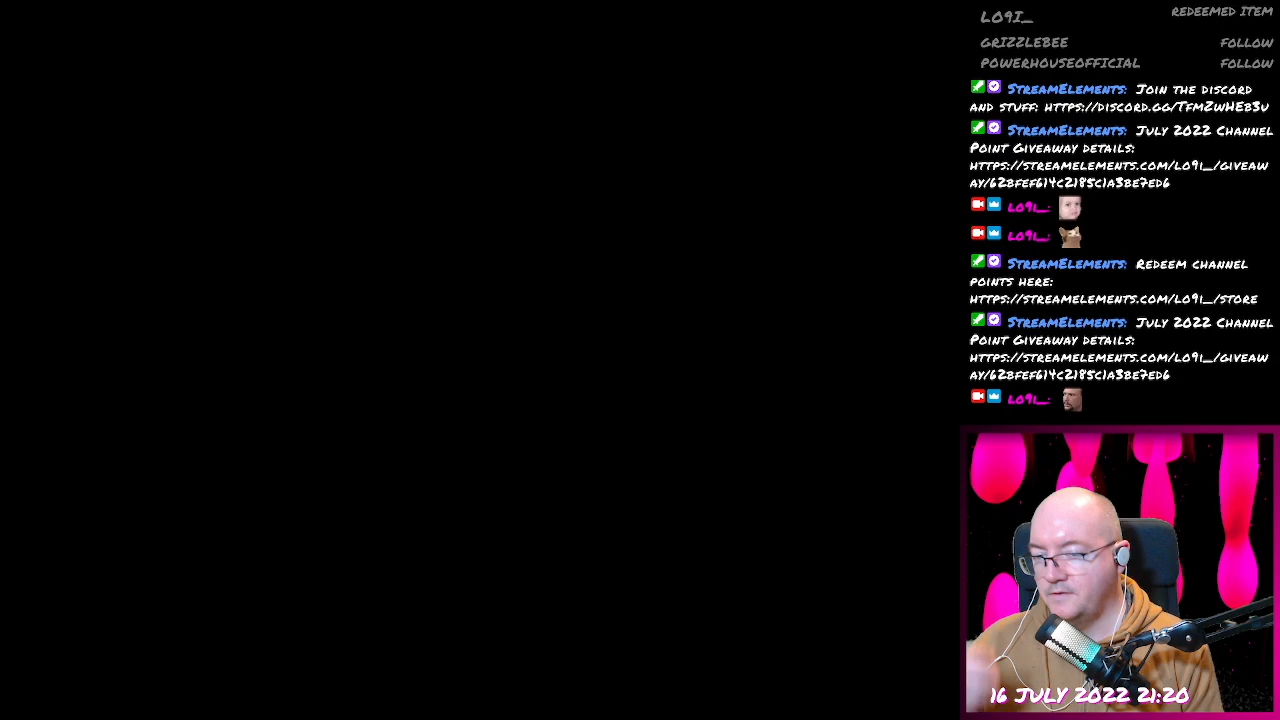 LO9I_ REDEEMED ITEM
GRIZZLEBEE FOLLOW
POWERHOUSEOFFICIAL FOLLOW
StreamElements: Join the discord
and stuff: https://discord.gg/TfmZwHEb3u
StreamElements: July 2022 Channel
Point Giveaway details:
https://streamelements.com/lo9i_/giveaw
ay/62bfef614c2185c1a3be7ed6
lo9i_:
lo9i_:
StreamElements: Redeem channel
points here:
https://streamelements.com/lo9i_/store
StreamElements: July 2022 Channel
Point Giveaway details:
https://streamelements.com/lo9i_/giveaw
ay/62bfef614c2185c1a3be7ed6
lo9i_:
16 JULY 2022 21:20